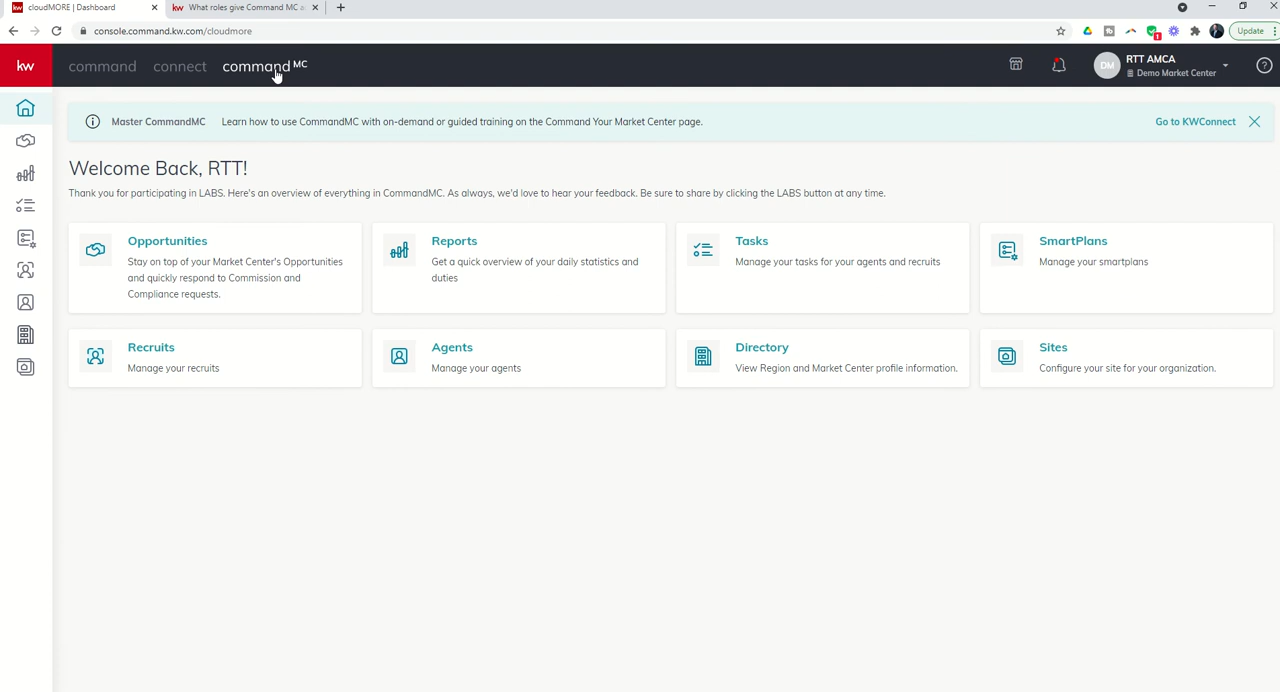 kw cloudMORE | Dashboard
kw What roles give Command MC a
console.command.kw.com/cloudmore
Update
1
kw command connect command MC
DM RTT AMCA
Demo Market Center
?
Master CommandMC Learn how to use CommandMC with on-demand or guided training on the Command Your Market Center page. Go to KWConnect
Welcome Back, RTT!
Thank you for participating in LABS. Here's an overview of everything in CommandMC. As always, we'd love to hear your feedback. Be sure to share by clicking the LABS button at any time.
Opportunities
Stay on top of your Market Center's Opportunities
and quickly respond to Commission and
Compliance requests.
Reports
Get a quick overview of your daily statistics and
duties
Tasks
Manage your tasks for your agents and recruits
SmartPlans
Manage your smartplans
Recruits
Manage your recruits
Agents
Manage your agents
Directory
View Region and Market Center profile information.
Sites
Configure your site for your organization.